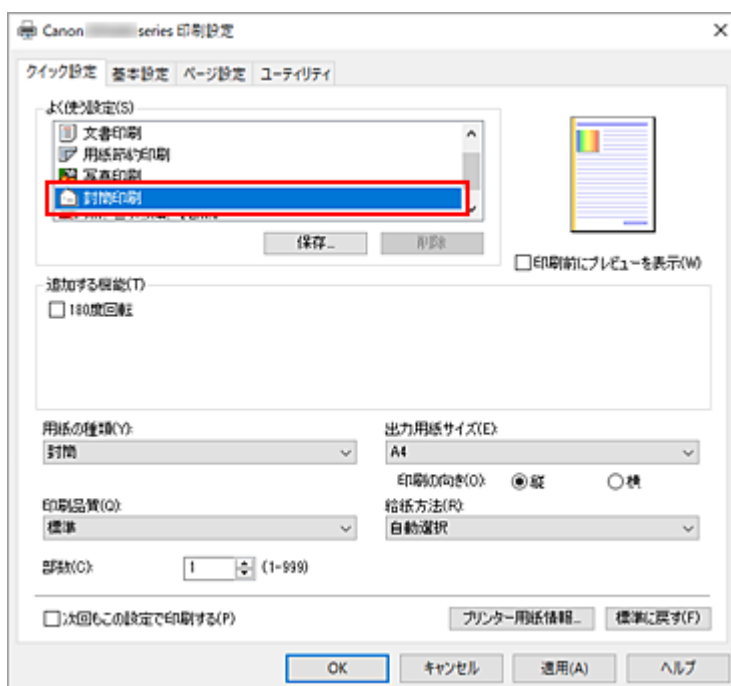 Canon series 印刷設定
クイック設定 基本設定 ページ設定 ユーティリティ
よく使う設定(S)
文書印刷
用紙節約印刷
写真印刷
封筒印刷
保存... 削除
印刷前にプレビューを表示(W)
追加する機能(T)
180度回転
用紙の種類(Y): 出力用紙サイズ(E):
封筒 A4
印刷の向き(O): 縦 横
印刷品質(Q): 給紙方法(R):
標準 自動選択
部数(C): 1 (1-999)
次回もこの設定で印刷する(P) プリンター用紙情報... 標準に戻す(F)
OK キャンセル 適用(A) ヘルプ